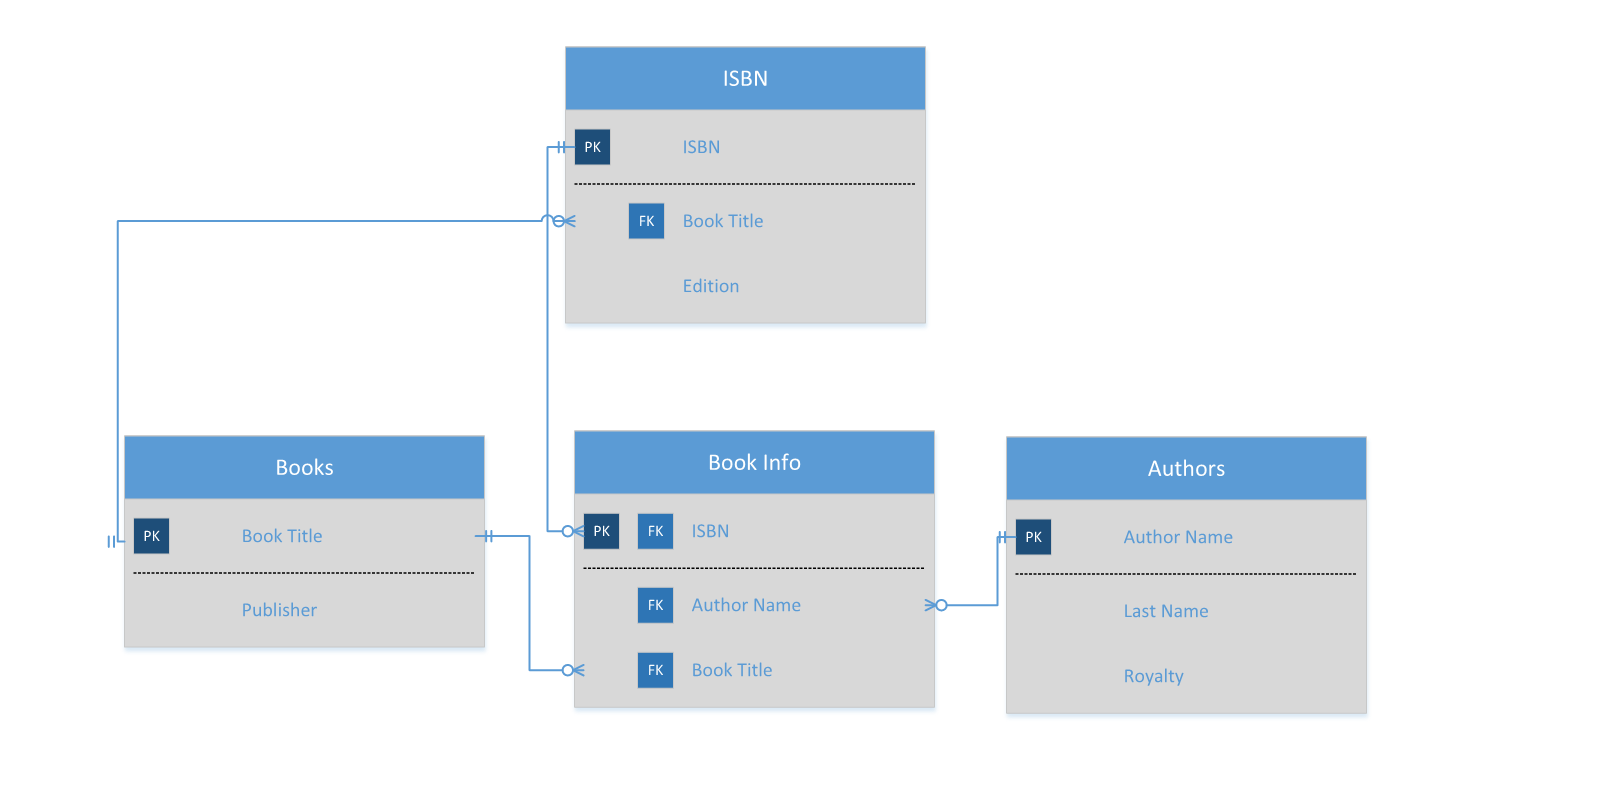 ISBN
PK ISBN
FK Book Title
Edition
Books
PK Book Title
Publisher
Book Info
PK FK ISBN
FK Author Name
FK Book Title
Authors
PK Author Name
Last Name
Royalty